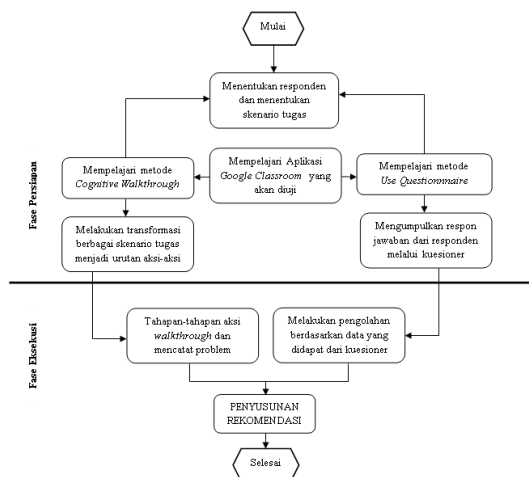 Mulai
Menentukan responden
dan menentukan
skenario tugas
Fase Persiapan
Mempelajari metode
Cognitive Walkthrough
Mempelajari Aplikasi
Google Classroom yang
akan diuji
Mempelajari metode
Use Questionnaire
Melakukan transformasi
berbagai skenario tugas
menjadi urutan aksi-aksi
Mengumpulkan respon
jawaban dari responden
melalui kuesioner
Fase Eksekusi
Tahapan-tahapan aksi
walkthrough dan
mencatat problem
Melakukan pengolahan
berdasarkan data yang
didapat dari kuesioner
PENYUSUNAN
REKOMENDASI
Selesai